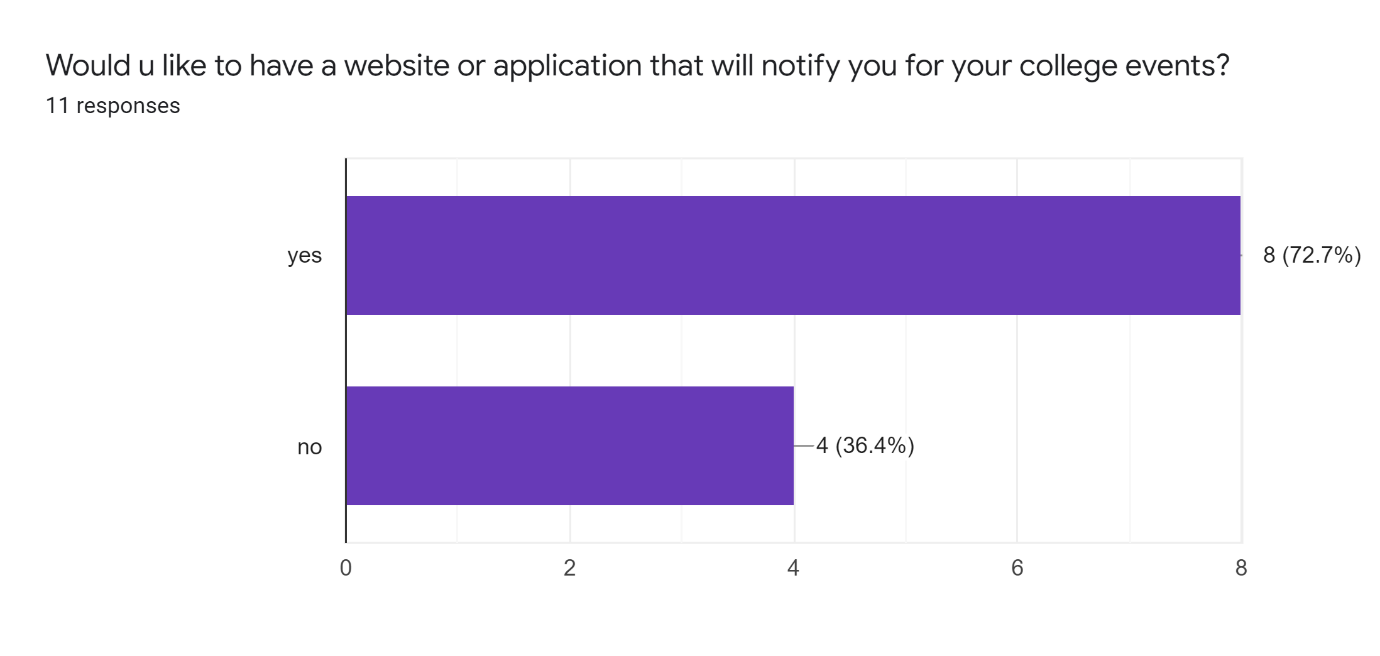 Would u like to have a website or application that will notify you for your college events?
11 responses
yes
8 (72.7%)
no
4 (36.4%)
0 2 4 6 8